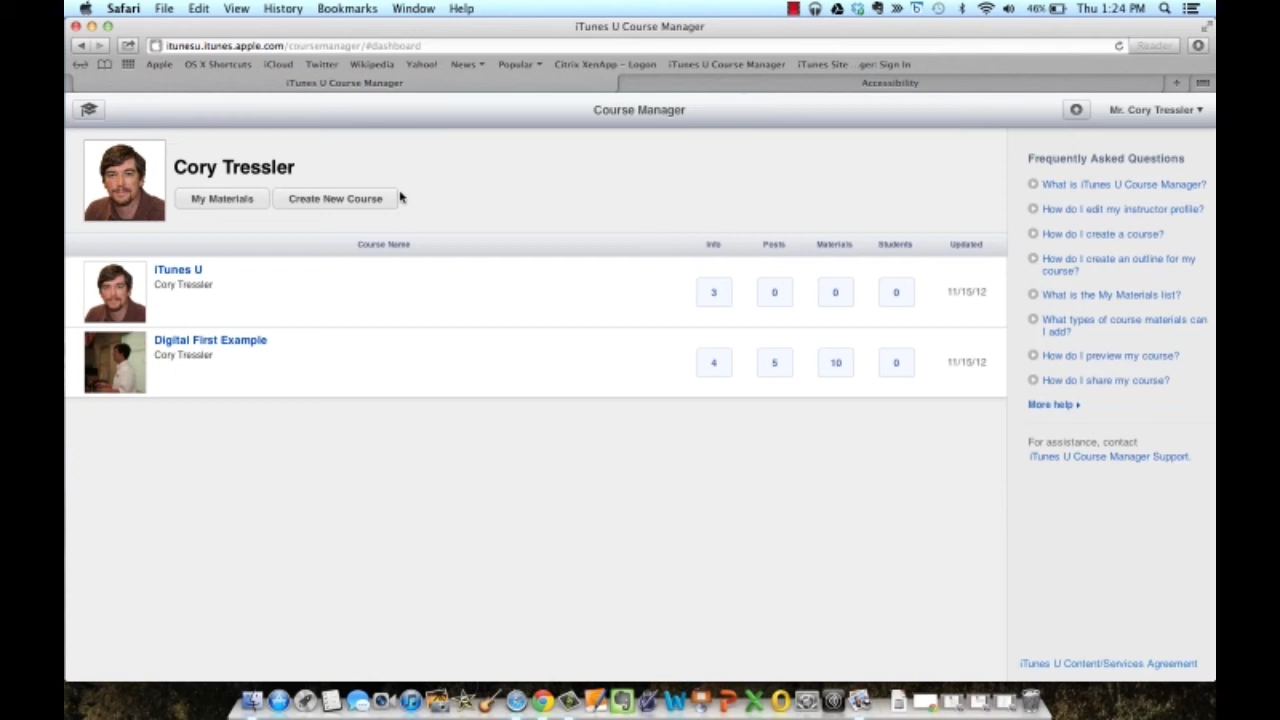 Safari File Edit View History Bookmarks Window Help 46% Thu 1:24 PM
iTunes U Course Manager
itunesu.itunes.apple.com/coursemanager/#dashboard Reader
Apple OS X Shortcuts iCloud Twitter Wikipedia Yahoo! News Popular Citrix XenApp - Logon iTunes U Course Manager iTunes Site ...ger: Sign In
iTunes U Course Manager Accessibility
Course Manager Mr. Cory Tressler
Cory Tressler
My Materials Create New Course
Course Name Info Posts Materials Students Updated
iTunes U
Cory Tressler
3 0 0 0 11/15/12
Digital First Example
Cory Tressler
4 5 10 0 11/15/12
Frequently Asked Questions
What is iTunes U Course Manager?
How do I edit my instructor profile?
How do I create a course?
How do I create an outline for my
course?
What is the My Materials list?
What types of course materials can
I add?
How do I preview my course?
How do I share my course?
More help
For assistance, contact
iTunes U Course Manager Support.
iTunes U Content/Services Agreement